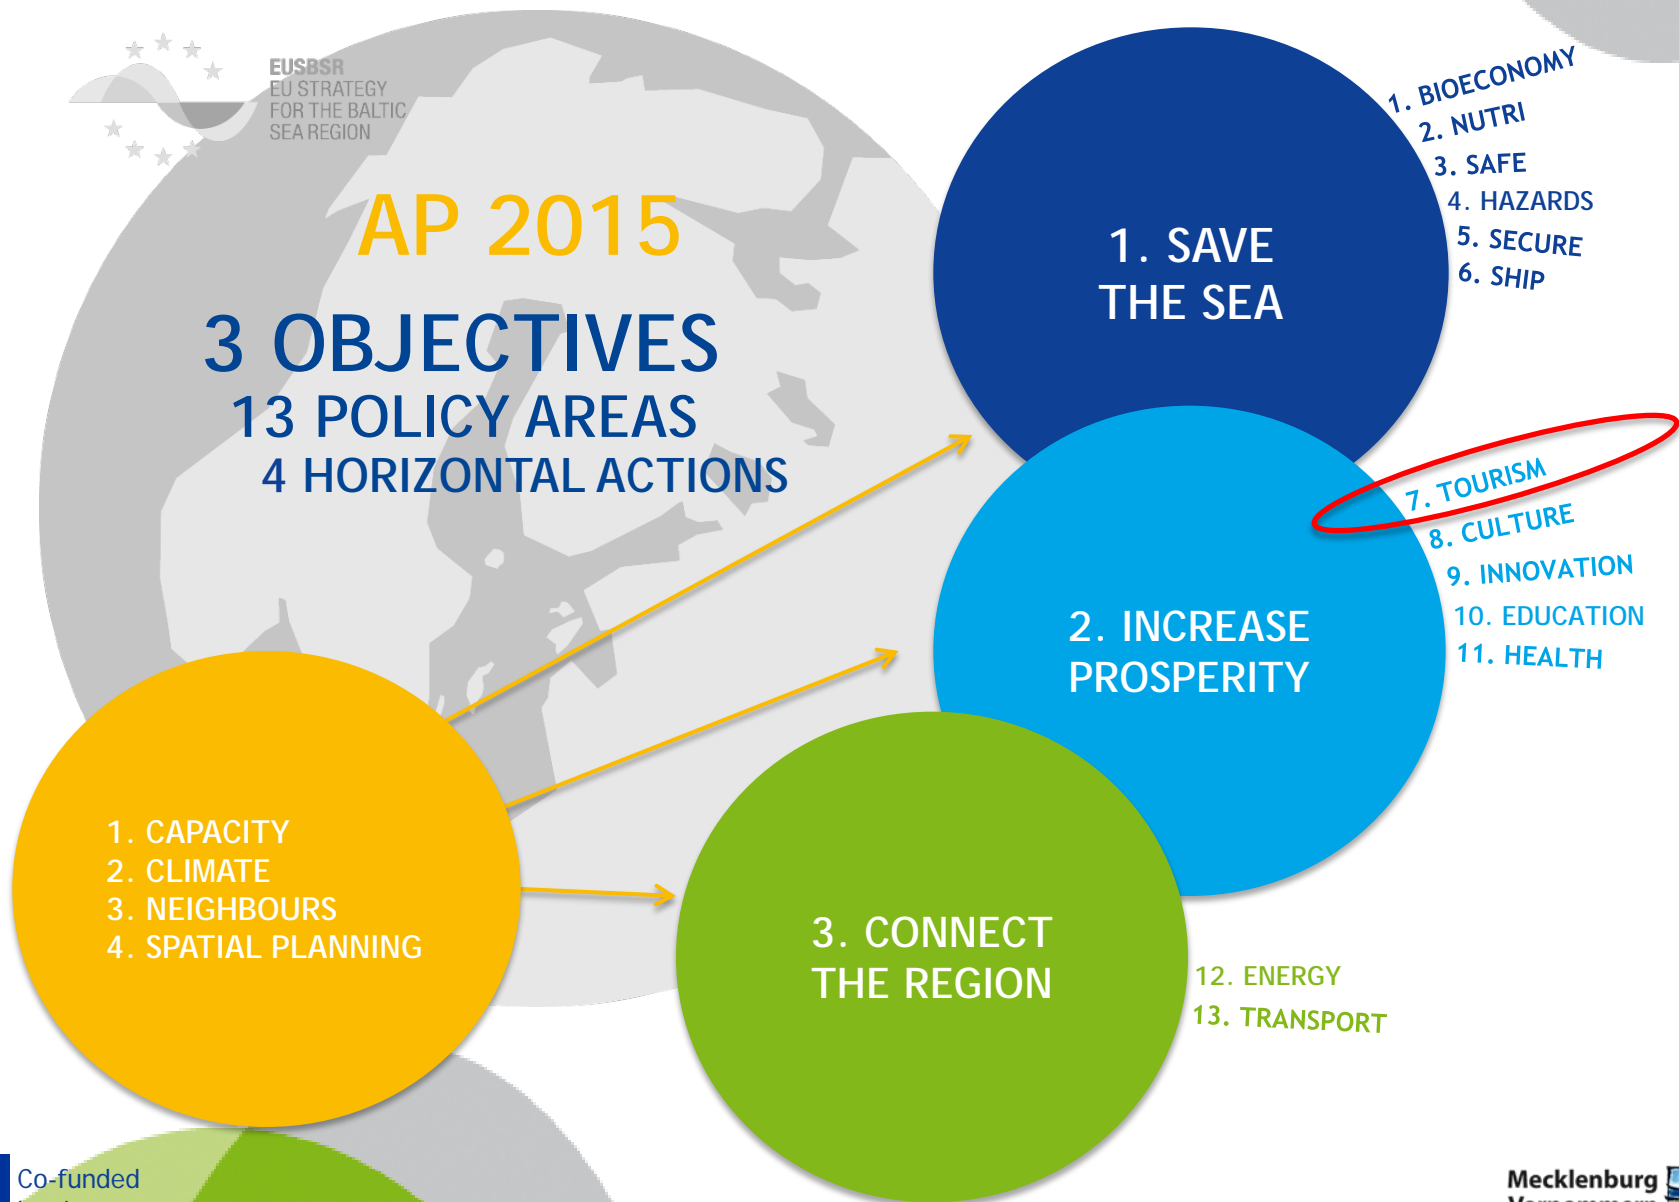 EUSBSR
EU STRATEGY
FOR THE BALTIC
SEA REGION
AP 2015
3 OBJECTIVES
13 POLICY AREAS
4 HORIZONTAL ACTIONS
1. SAVE
THE SEA
1. BIOECONOMY
2. NUTRI
3. SAFE
4. HAZARDS
5. SECURE
6. SHIP
2. INCREASE
PROSPERITY
7. TOURISM
8. CULTURE
9. INNOVATION
10. EDUCATION
11. HEALTH
1. CAPACITY
2. CLIMATE
3. NEIGHBOURS
4. SPATIAL PLANNING
3. CONNECT
THE REGION
12. ENERGY
13. TRANSPORT
Co-funded
Mecklenburg